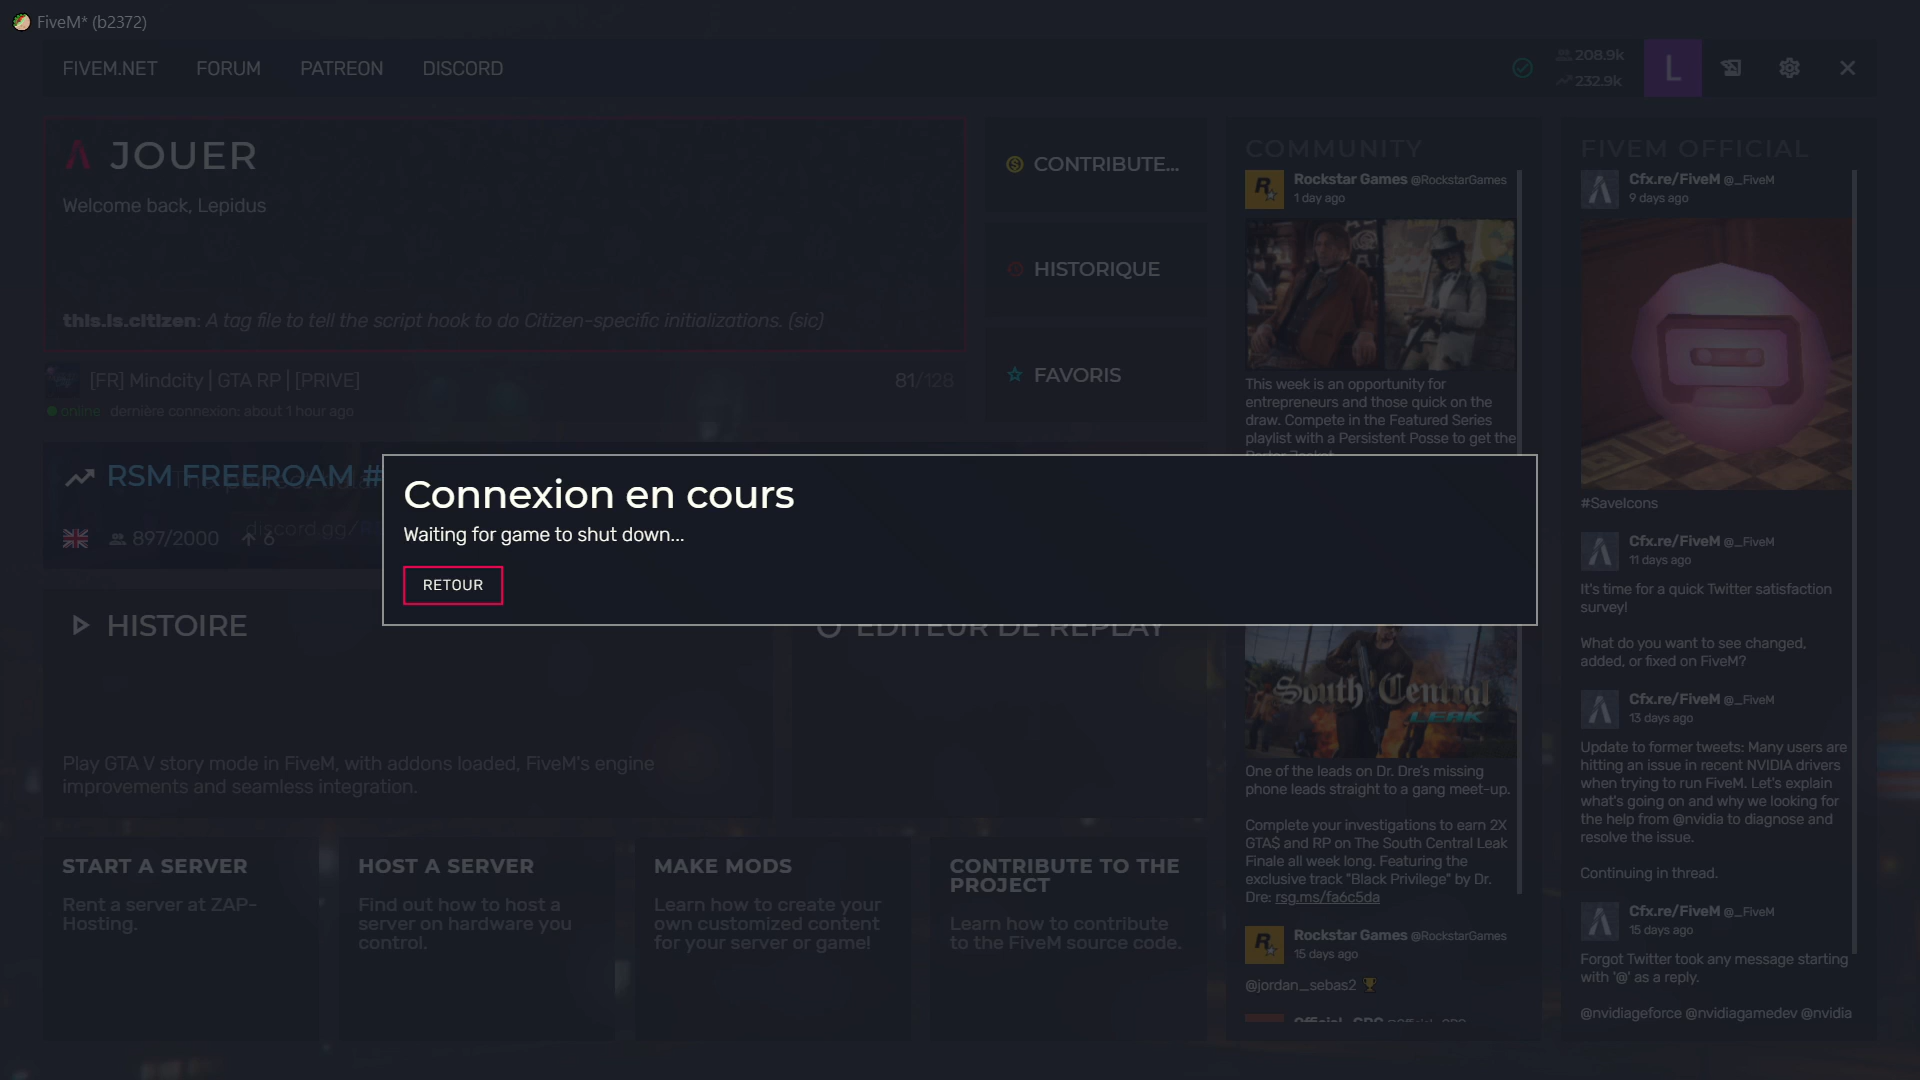 FiveM* (b2372)
FIVEM.NET FORUM PATREON DISCORD
208.9k
232.9k
L
JOUER
Welcome back, Lepidus
this.is.citizen: A tag file to tell the script hook to do Citizen-specific initializations. (sic)
[FR] Mindcity | GTA RP | [PRIVE] 81/128
online dernière connexion: about 1 hour ago
CONTRIBUTE...
HISTORIQUE
FAVORIS
RSM FREEROAM #
897/2000 6
discord.gg/R
Connexion en cours
Waiting for game to shut down...
RETOUR
HISTOIRE
Play GTA V story mode in FiveM, with addons loaded, FiveM's engine
improvements and seamless integration.
EDITEUR DE REPLAY
START A SERVER
Rent a server at ZAP-
Hosting.
HOST A SERVER
Find out how to host a
server on hardware you
control.
MAKE MODS
Learn how to create your
own customized content
for your server or game!
CONTRIBUTE TO THE
PROJECT
Learn how to contribute
to the FiveM source code.
COMMUNITY
Rockstar Games @RockstarGames
1 day ago
This week is an opportunity for
entrepreneurs and those quick on the
draw. Compete in the Featured Series
playlist with a Persistent Posse to get the
South Central
LEAK
One of the leads on Dr. Dre's missing
phone leads straight to a gang meet-up.
Complete your investigations to earn 2X
GTA$ and RP on The South Central Leak
Finale all week long. Featuring the
exclusive track "Black Privilege" by Dr.
Dre: rsg.ms/fa6c5da
Rockstar Games @RockstarGames
15 days ago
@jordan_sebas2 🏆
FIVEM OFFICIAL
Cfx.re/FiveM @_FiveM
9 days ago
#SaveIcons
Cfx.re/FiveM @_FiveM
11 days ago
It's time for a quick Twitter satisfaction
survey!
What do you want to see changed,
added, or fixed on FiveM?
Cfx.re/FiveM @_FiveM
13 days ago
Update to former tweets: Many users are
hitting an issue in recent NVIDIA drivers
when trying to run FiveM. Let's explain
what's going on and why we looking for
the help from @nvidia to diagnose and
resolve the issue.
Continuing in thread.
Cfx.re/FiveM @_FiveM
15 days ago
Forgot Twitter took any message starting
with '@' as a reply.
@nvidiageforce @nvidiagamedev @nvidia